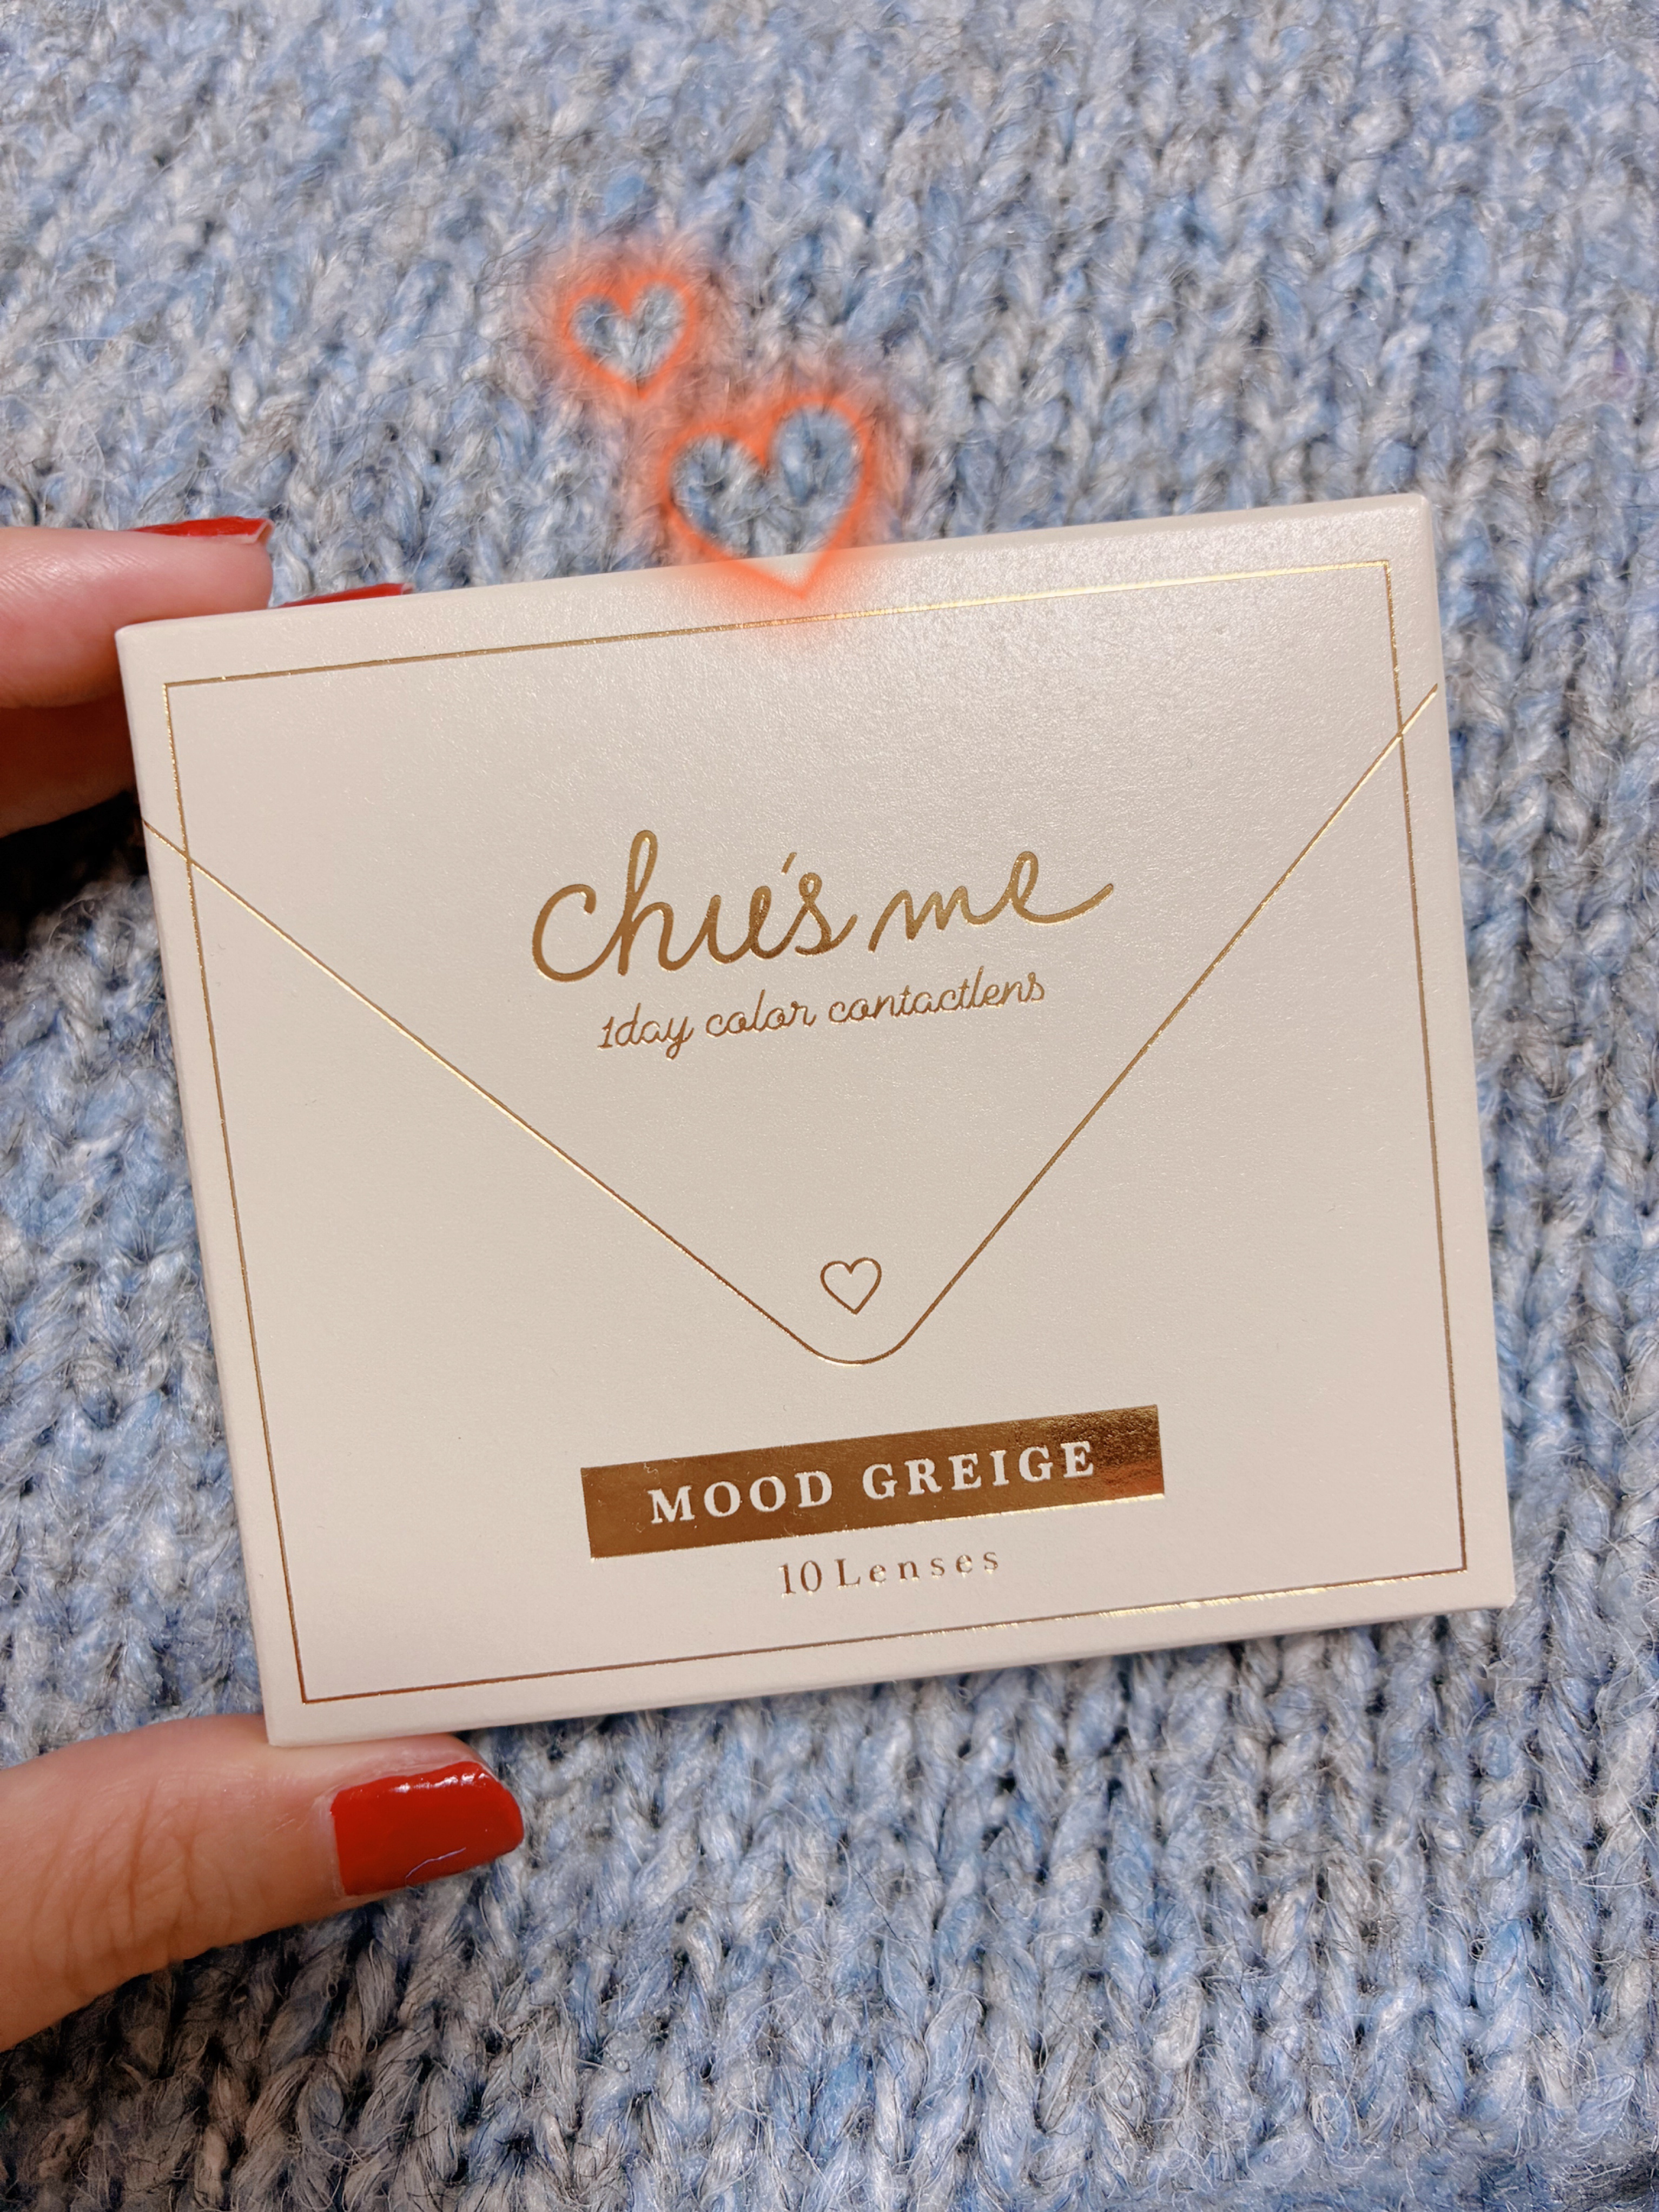 chu's me
1day color contactlens
MOOD GREIGE
10 Lenses